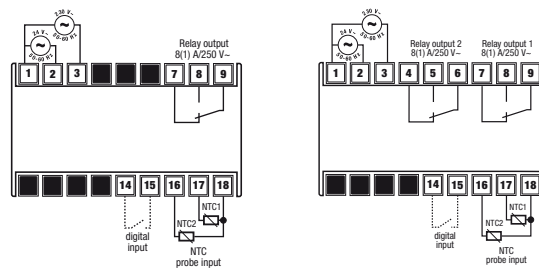 230 V~
50-60 Hz
24 V~
50-60 Hz
Relay output
8(1) A/250 V~
1 2 3 7 8 9
14 15 16 17 18
NTC1
NTC2
digital
input
NTC
probe input
230 V~
50-60 Hz
24 V~
50-60 Hz
Relay output 2
8(1) A/250 V~
Relay output 1
8(1) A/250 V~
1 2 3 4 5 6 7 8 9
14 15 16 17 18
NTC1
NTC2
digital
input
NTC
probe input